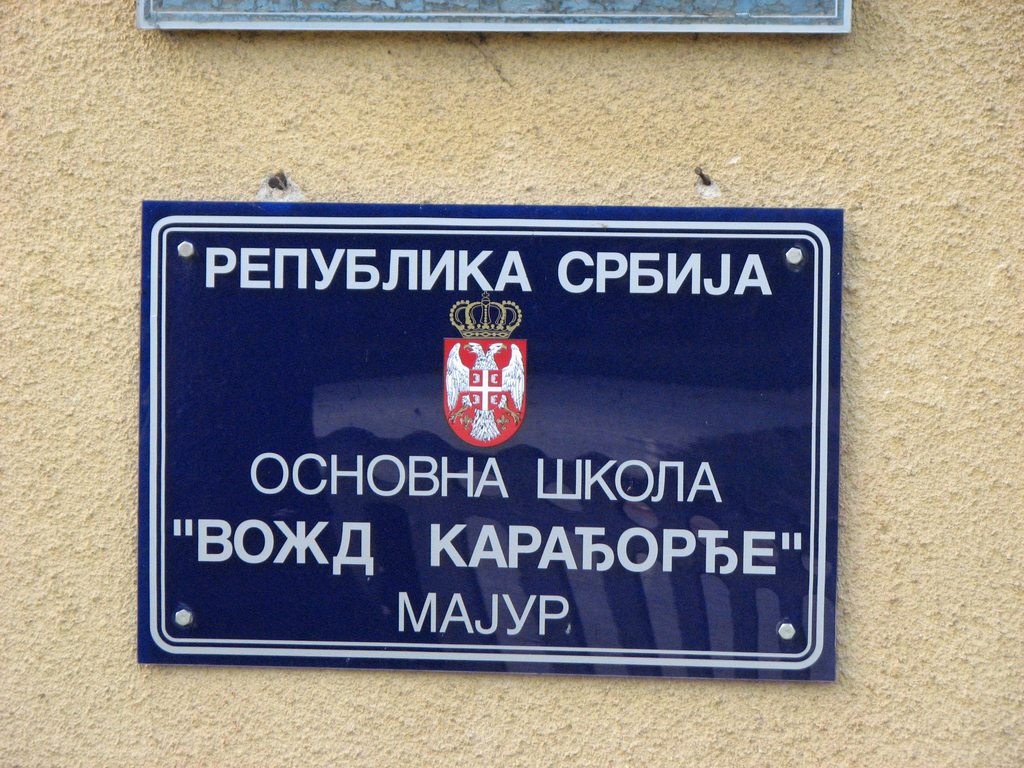 РЕПУБЛИКА СРБИЈА
ОСНОВНА ШКОЛА
"ВОЖД КАРАЂОРЂЕ"
МАЈУР